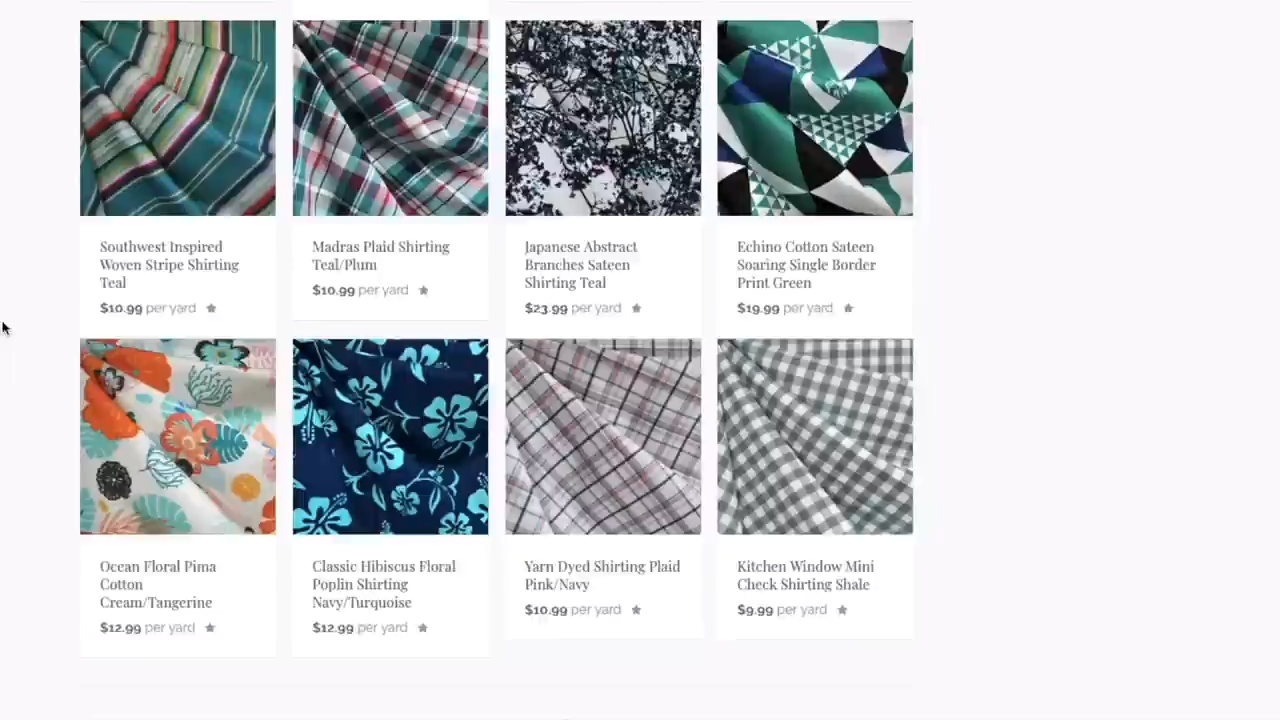 Southwest Inspired
Woven Stripe Shirting
Teal
$10.99 per yard
Madras Plaid Shirting
Teal/Plum
$10.99 per yard
Japanese Abstract
Branches Sateen
Shirting Teal
$23.99 per yard
Echino Cotton Sateen
Soaring Single Border
Print Green
$19.99 per yard
Ocean Floral Pima
Cotton
Cream/Tangerine
$12.99 per yard
Classic Hibiscus Floral
Poplin Shirting
Navy/Turquoise
$12.99 per yard
Yarn Dyed Shirting Plaid
Pink/Navy
$10.99 per yard
Kitchen Window Mini
Check Shirting Shale
$9.99 per yard